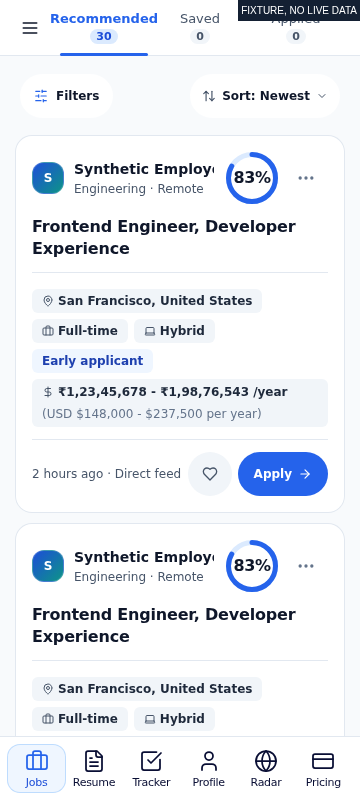 FIXTURE, NO LIVE DATA
Recommended Saved Applied
30 0 0
Filters Sort: Newest
S Synthetic Employe 83%
Engineering · Remote
Frontend Engineer, Developer
Experience
San Francisco, United States
Full-time Hybrid
Early applicant
$ ₹1,23,45,678 - ₹1,98,76,543 /year
(USD $148,000 - $237,500 per year)
2 hours ago · Direct feed Apply
S Synthetic Employe 83%
Engineering · Remote
Frontend Engineer, Developer
Experience
San Francisco, United States
Full-time Hybrid
Jobs Resume Tracker Profile Radar Pricing